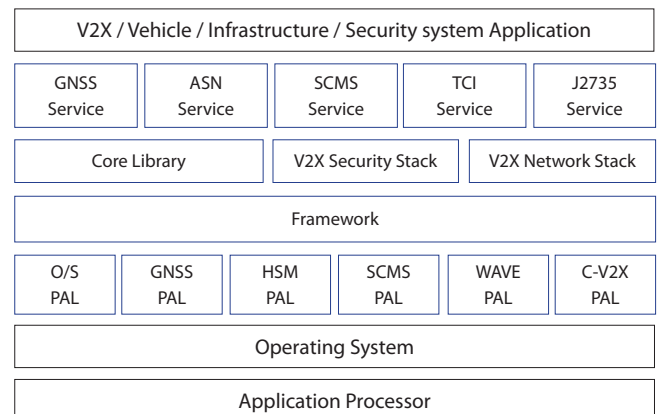 V2X / Vehicle / Infrastructure / Security system Application
GNSS
Service
ASN
Service
SCMS
Service
TCI
Service
J2735
Service
Core Library
V2X Security Stack
V2X Network Stack
Framework
O/S
PAL
GNSS
PAL
HSM
PAL
SCMS
PAL
WAVE
PAL
C-V2X
PAL
Operating System
Application Processor